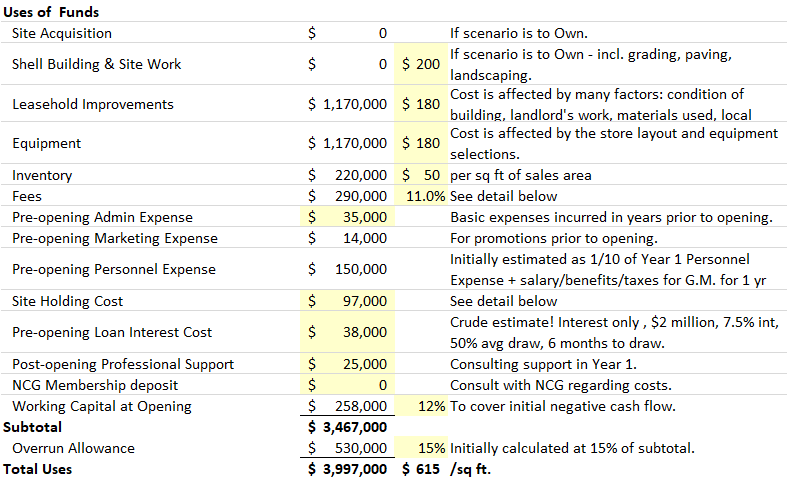 Uses of  Funds
Site Acquisition $ 0 If scenario is to Own.
Shell Building & Site Work $ 0 $ 200 If scenario is to Own - incl. grading, paving,
landscaping.
Leasehold Improvements $ 1,170,000 $ 180 Cost is affected by many factors: condition of
building, landlord's work, materials used, local
Equipment $ 1,170,000 $ 180 Cost is affected by the store layout and equipment
selections.
Inventory $ 220,000 $ 50 per sq ft of sales area
Fees $ 290,000 11.0% See detail below
Pre-opening Admin Expense $ 35,000 Basic expenses incurred in years prior to opening.
Pre-opening Marketing Expense $ 14,000 For promotions prior to opening.
Pre-opening Personnel Expense $ 150,000 Initially estimated as 1/10 of Year 1 Personnel
Expense + salary/benefits/taxes for G.M. for 1 yr
Site Holding Cost $ 97,000 See detail below
Pre-opening Loan Interest Cost $ 38,000 Crude estimate! Interest only , $2 million, 7.5% int,
50% avg draw, 6 months to draw.
Post-opening Professional Support $ 25,000 Consulting support in Year 1.
NCG Membership deposit $ 0 Consult with NCG regarding costs.
Working Capital at Opening $ 258,000 12% To cover initial negative cash flow.
Subtotal $ 3,467,000
Overrun Allowance $ 530,000 15% Initially calculated at 15% of subtotal.
Total Uses $ 3,997,000 $ 615 /sq ft.